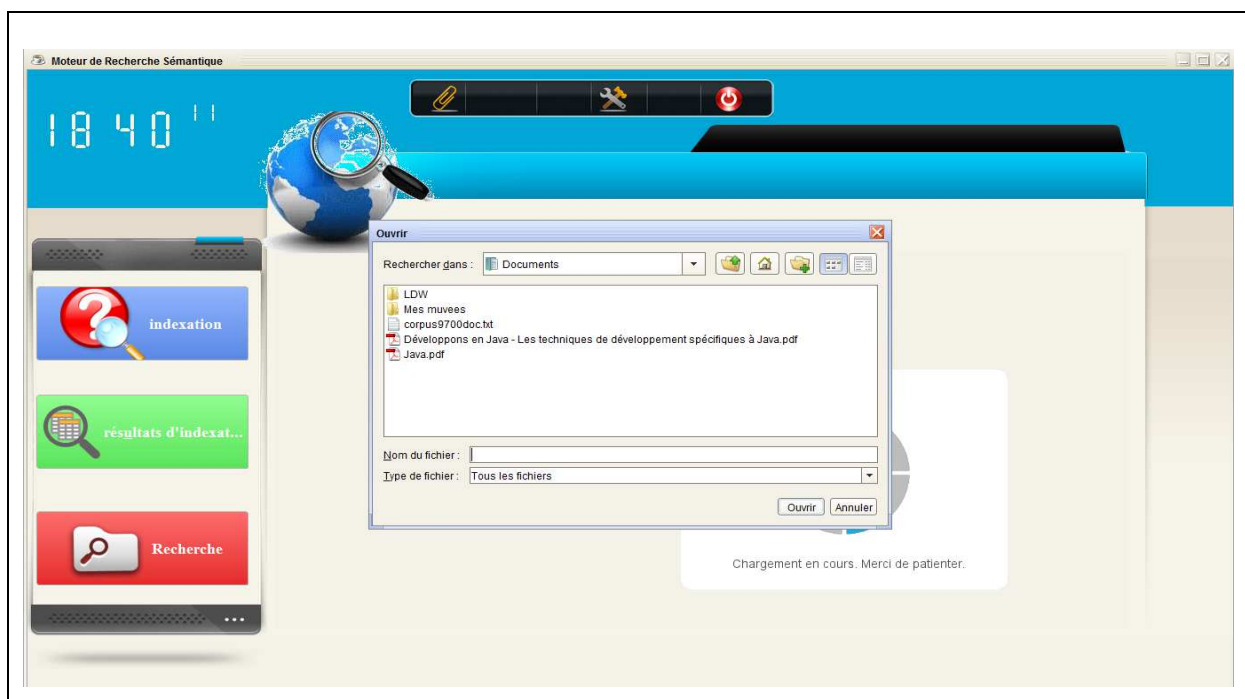 Moteur de Recherche Sémantique
18 40 11
Ouvrir
Rechercher dans : Documents
LDW
Mes muvees
corpus9700doc.txt
Développons en Java - Les techniques de développement spécifiques à Java.pdf
Java.pdf
indexation
résultats d'indexat...
Nom du fichier :
Type de fichier : Tous les fichiers
Ouvrir Annuler
Recherche
Chargement en cours. Merci de patienter.
...